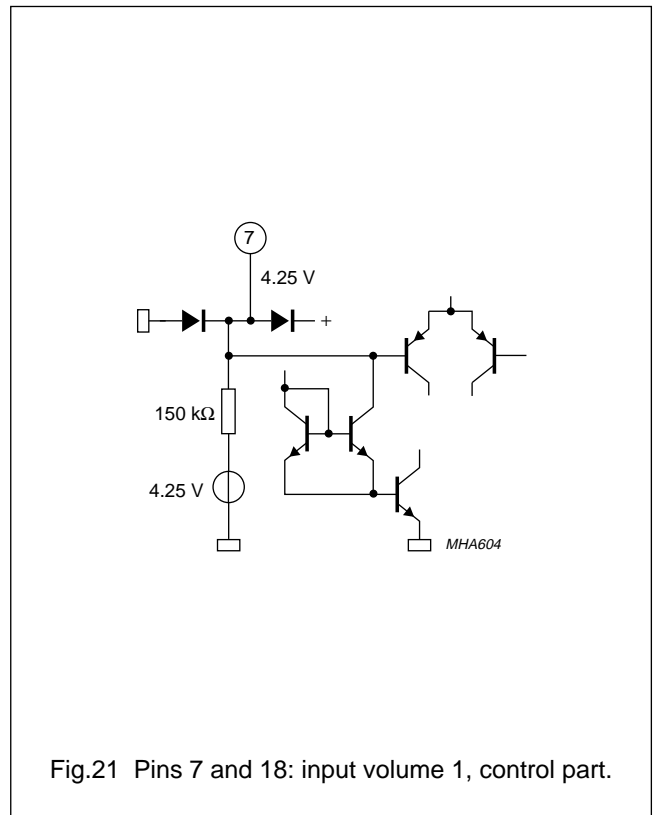 7
4.25 V
+
150 kΩ
4.25 V
MHA604
Fig.21 Pins 7 and 18: input volume 1, control part.